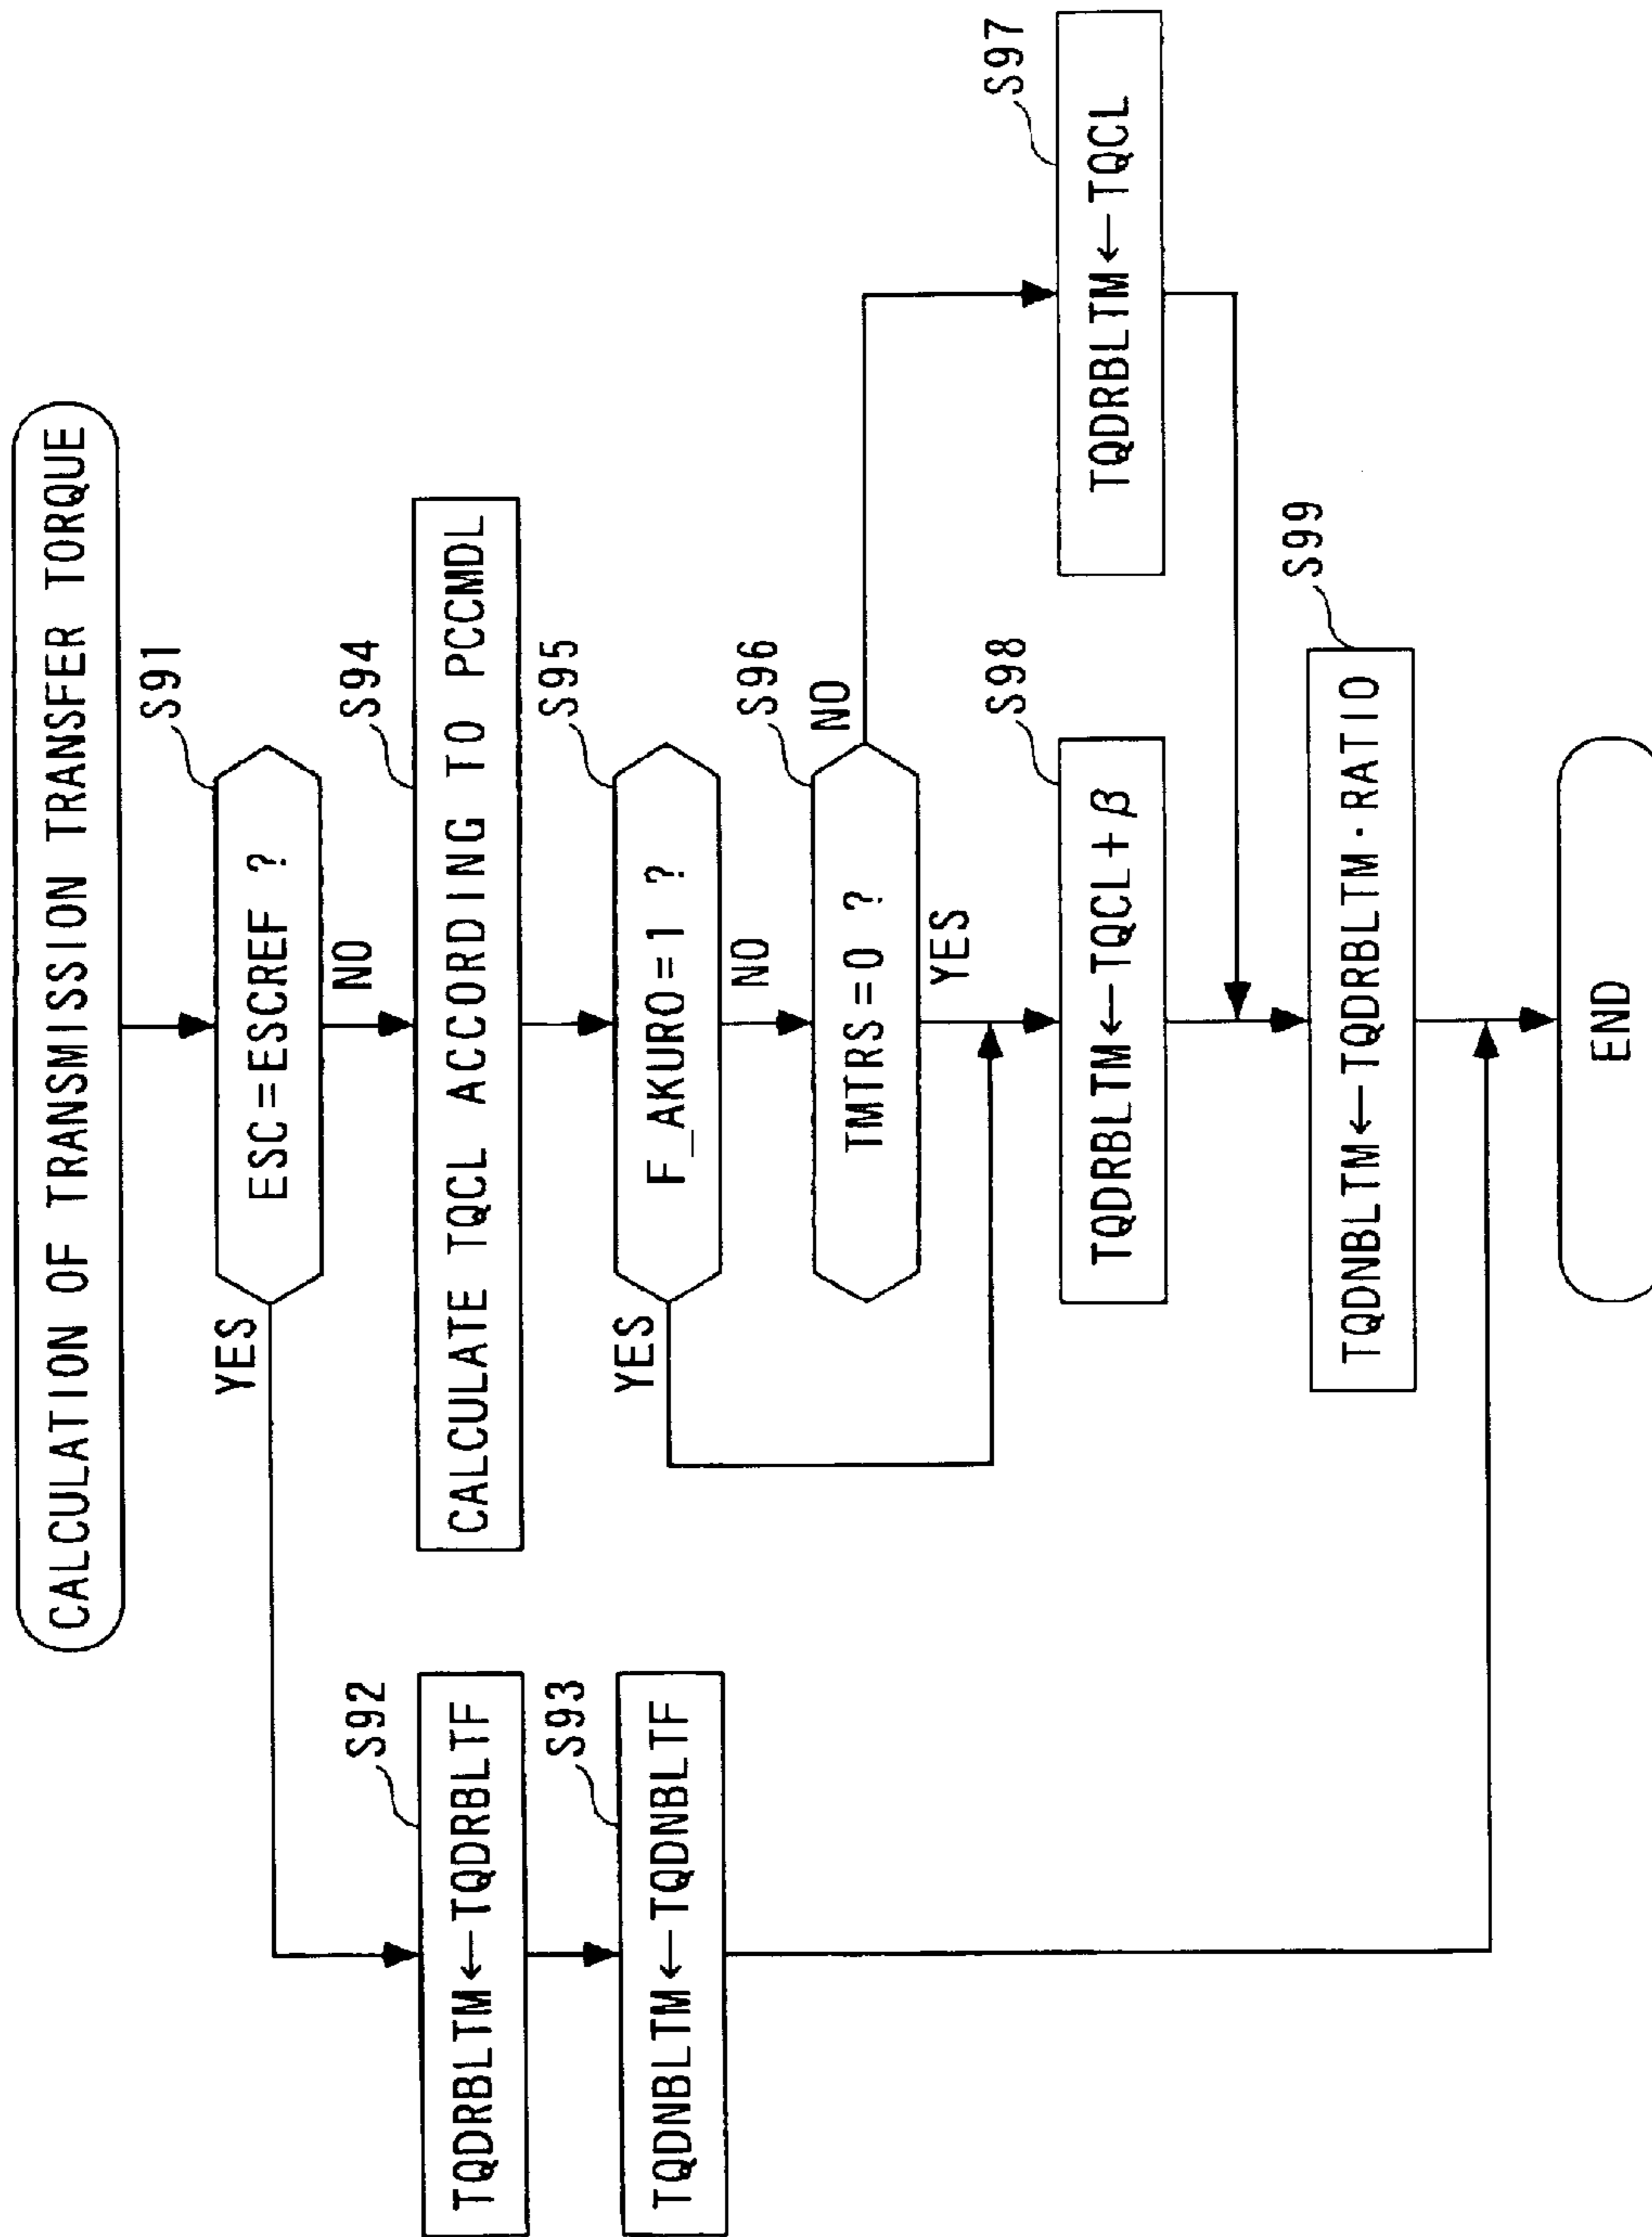 CALCULATION OF TRANSMISSION TRANSFER TORQUE
S91
ESC=ESCREF ?
YES
NO
S92
TQDRBLTM←TQDRBLTF
S93
TQDNBLTM←TQDNBLTF
S94
CALCULATE TQCL ACCORDING TO PCCMDL
S95
F_AKURO=1 ?
YES
NO
S96
TMTRS=0 ?
NO
YES
S97
TQDRBLTM←TQCL
S98
TQDRBLTM←TQCL+β
S99
TQDNBLTM←TQDRBLTM·RATIO
END